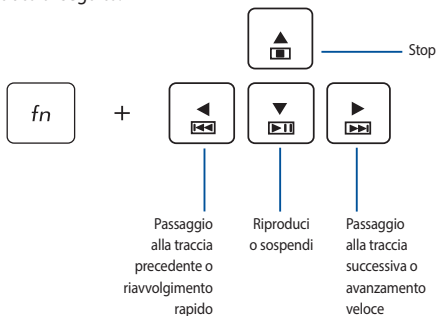 Stop
fn
+
Passaggio
alla traccia
precedente o
riavvolgimento
rapido
Riproduci
o sospendi
Passaggio
alla traccia
successiva o
avanzamento
veloce